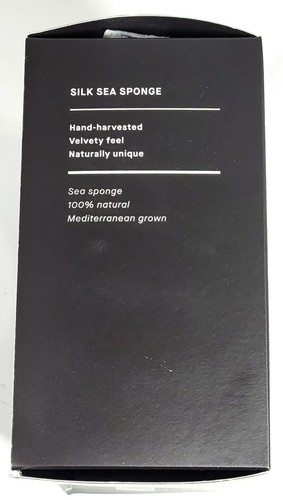 SILK SEA SPONGE
Hand-harvested
Velvety feel
Naturally unique
Sea sponge
100% natural
Mediterranean grown